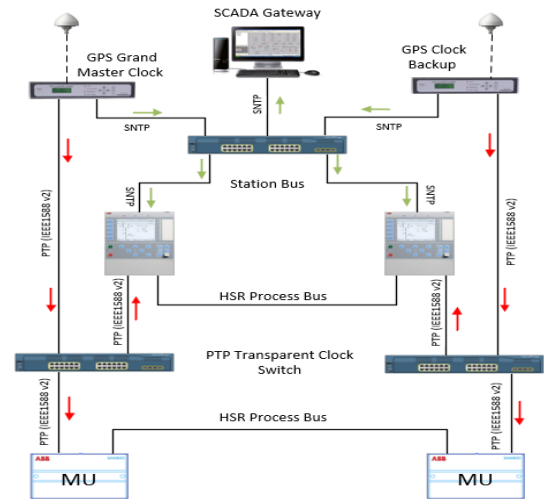 SCADA Gateway
GPS Grand
Master Clock
GPS Clock
Backup
SNTP
SNTP
SNTP
Station Bus
SNTP
SNTP
PTP (IEEE1588 v2)
PTP (IEEE1588 v2)
HSR Process Bus
PTP (IEEE1588 v2)
PTP (IEEE1588 v2)
PTP Transparent Clock
Switch
PTP (IEEE1588 v2)
PTP (IEEE1588 v2)
HSR Process Bus
ABB
MU
ABB
MU